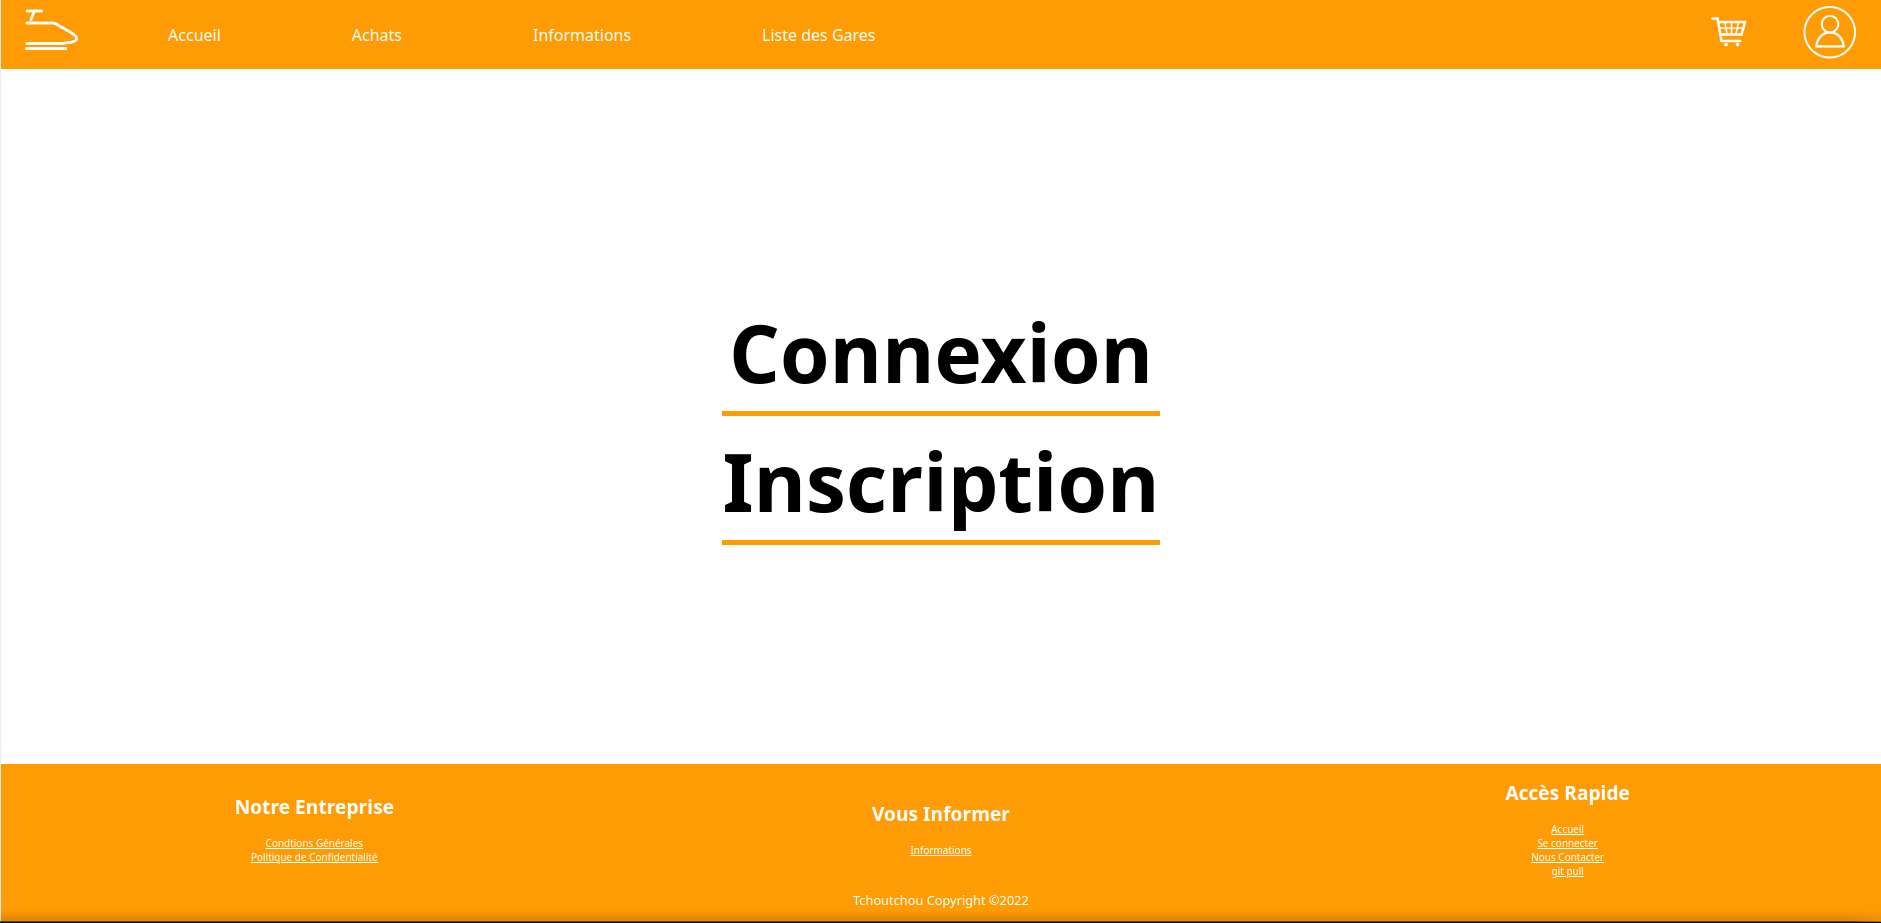 Accueil
Achats
Informations
Liste des Gares
Connexion
Inscription
Notre Entreprise
Condtions Générales
Politique de Confidentialité
Vous Informer
Informations
Accès Rapide
Accueil
Se connecter
Nous Contacter
git pull
Tchoutchou Copyright ©2022